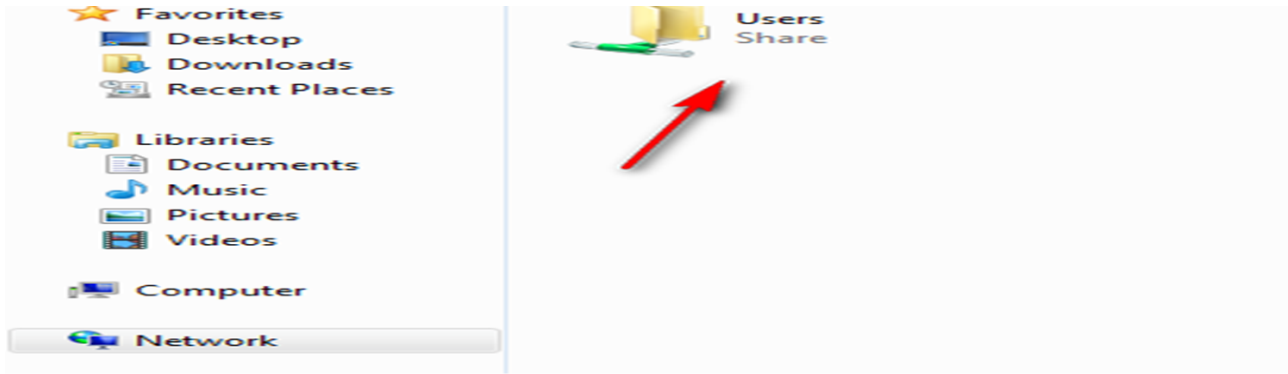 Favorites
Desktop
Downloads
Recent Places
Libraries
Documents
Music
Pictures
Videos
Computer
Network
Users
Share